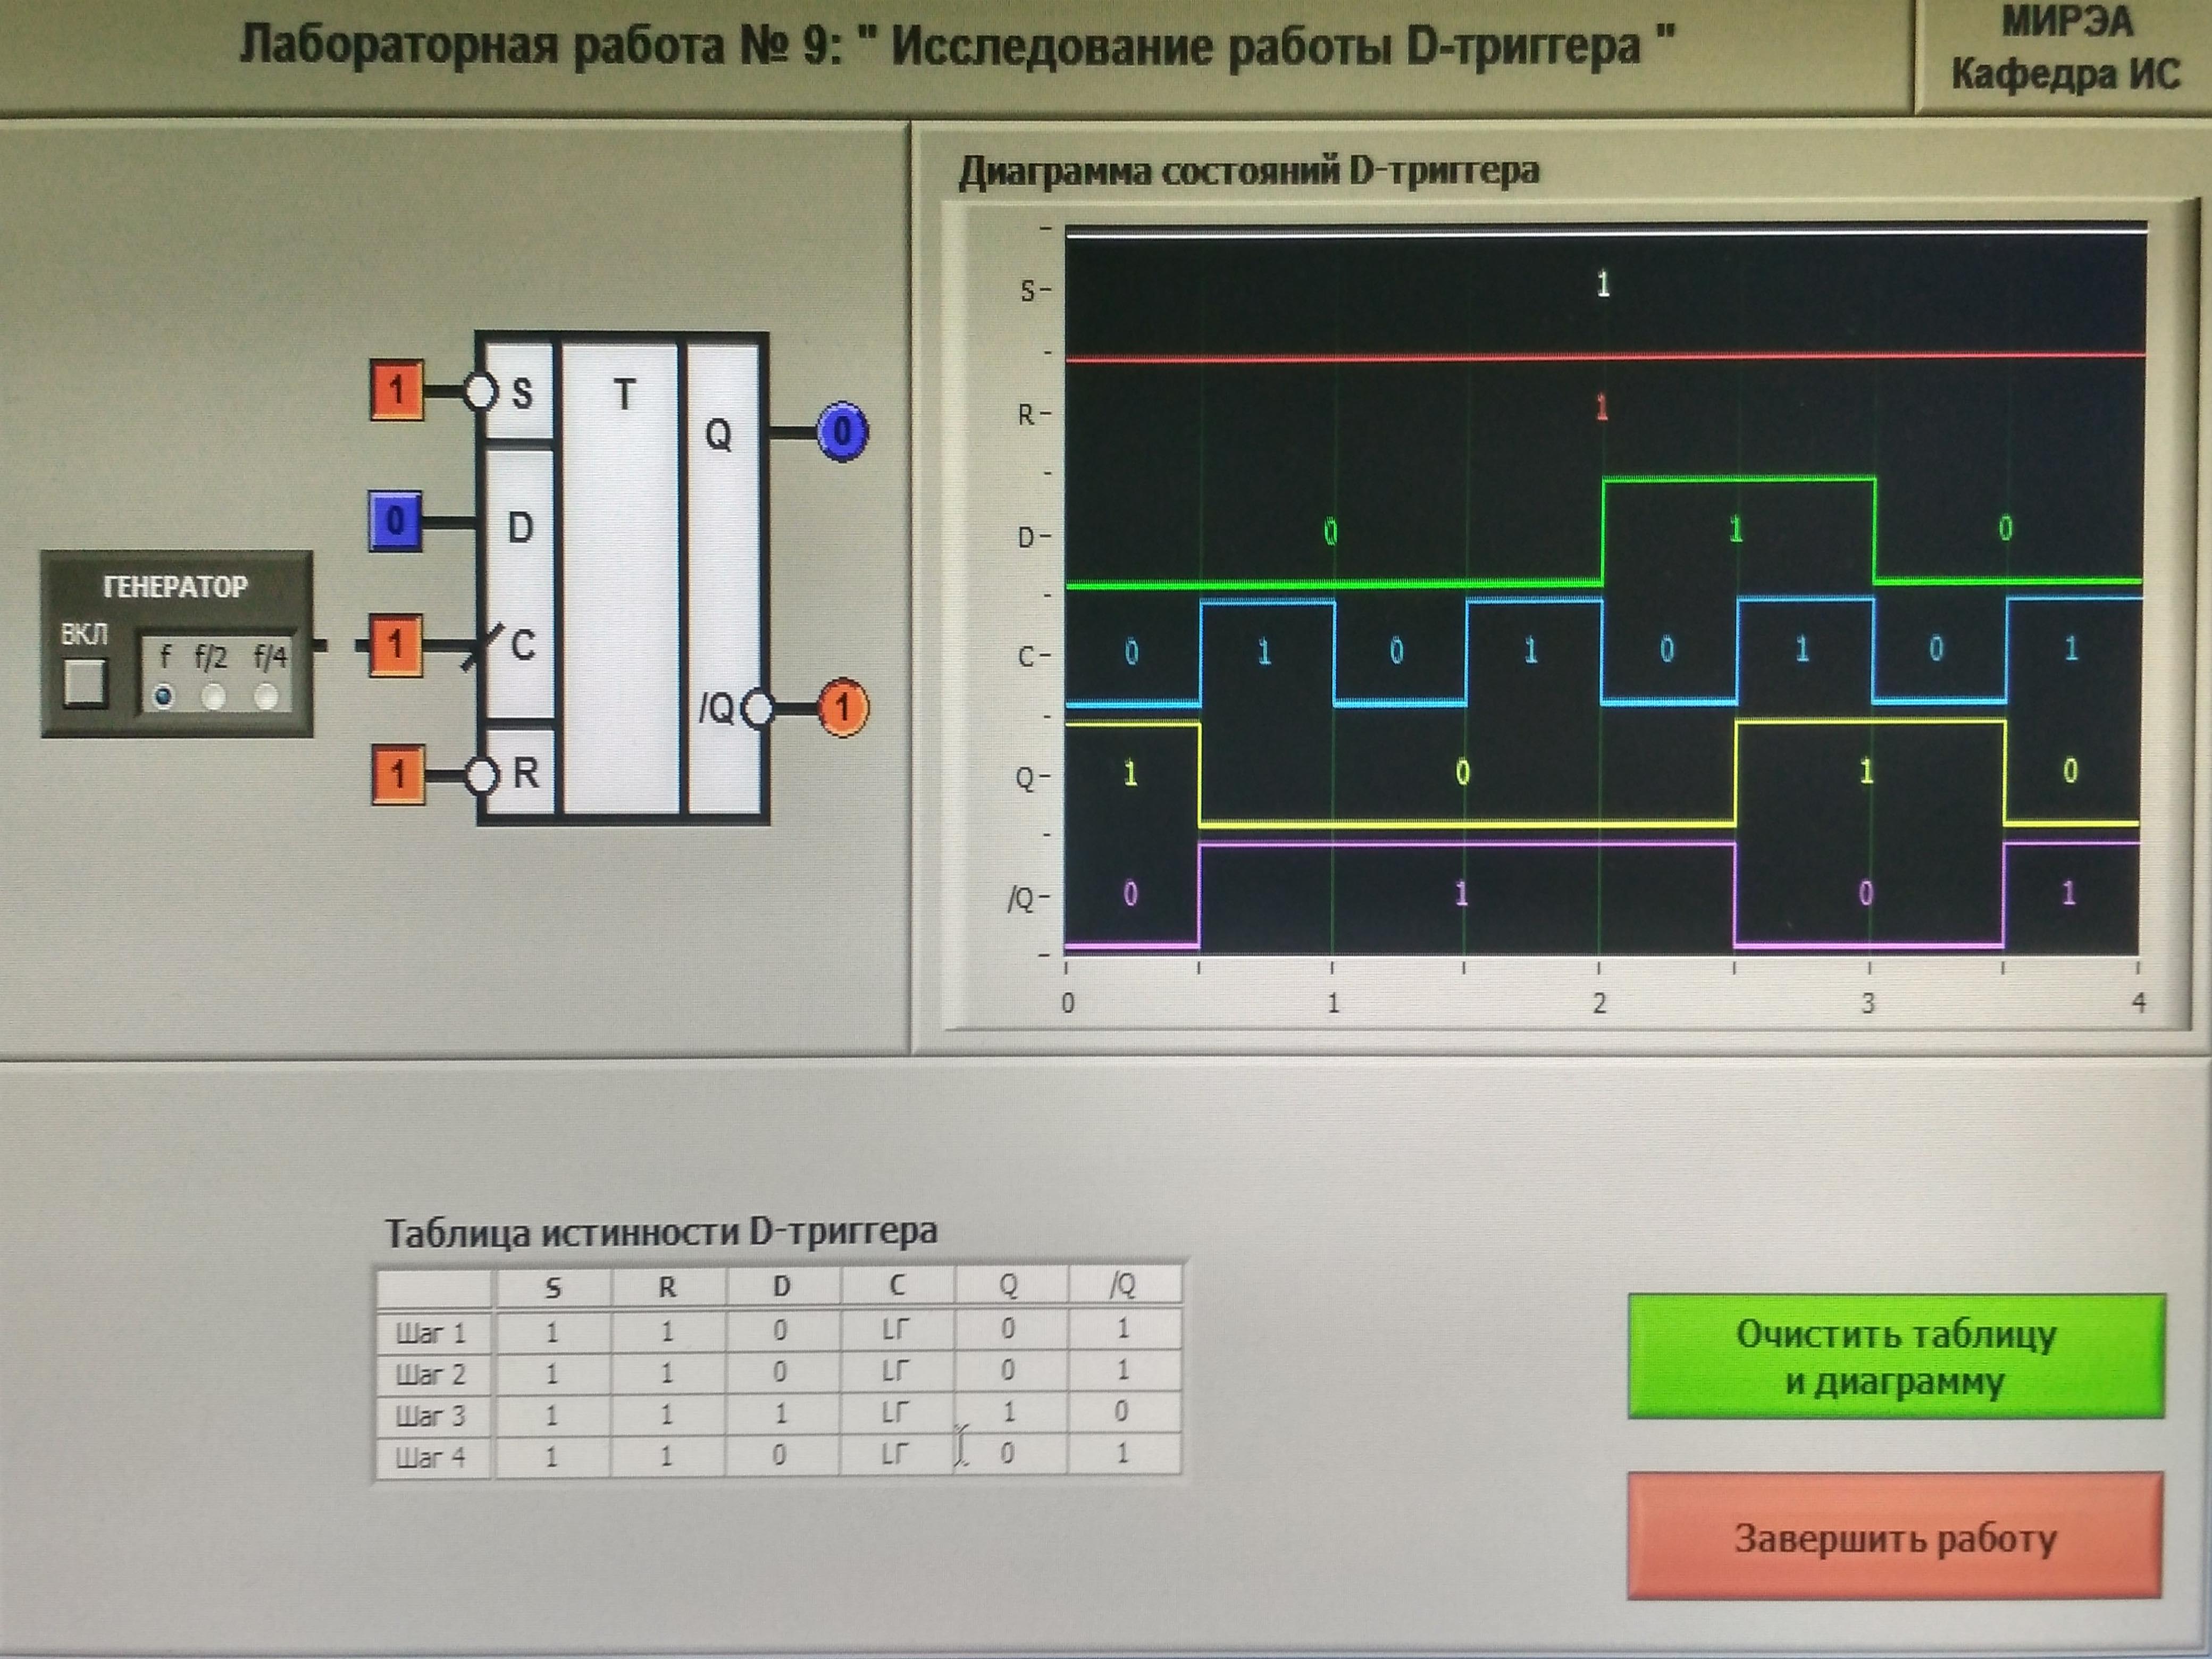 Лабораторная работа № 9: " Исследование работы D-триггера "
МИРЭА
Кафедра ИС
Диаграмма состояний D-триггера
1 S T Q 0
0 D
ГЕНЕРАТОР
ВКЛ f f/2 f/4
1 C
/Q 1
1 R
S 1
R 1
D 0 1 0
C 0 1 0 1 0 1 0 1
Q 1 0 1 0
/Q 0 1 0 1
0 1 2 3 4
Таблица истинности D-триггера
S R D C Q /Q
Шаг 1 1 1 0 LГ 0 1
Шаг 2 1 1 0 LГ 0 1
Шаг 3 1 1 1 LГ 1 0
Шаг 4 1 1 0 LГ 0 1
Очистить таблицу
и диаграмму
Завершить работу